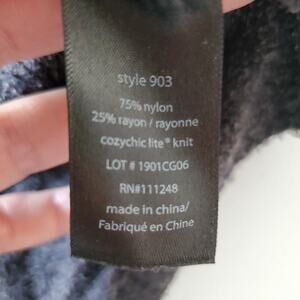 style 903
75% nylon
25% rayon / rayonne
cozychic lite® knit
LOT # 1901CG06
RN#111248
made in china/
Fabriqué en Chine